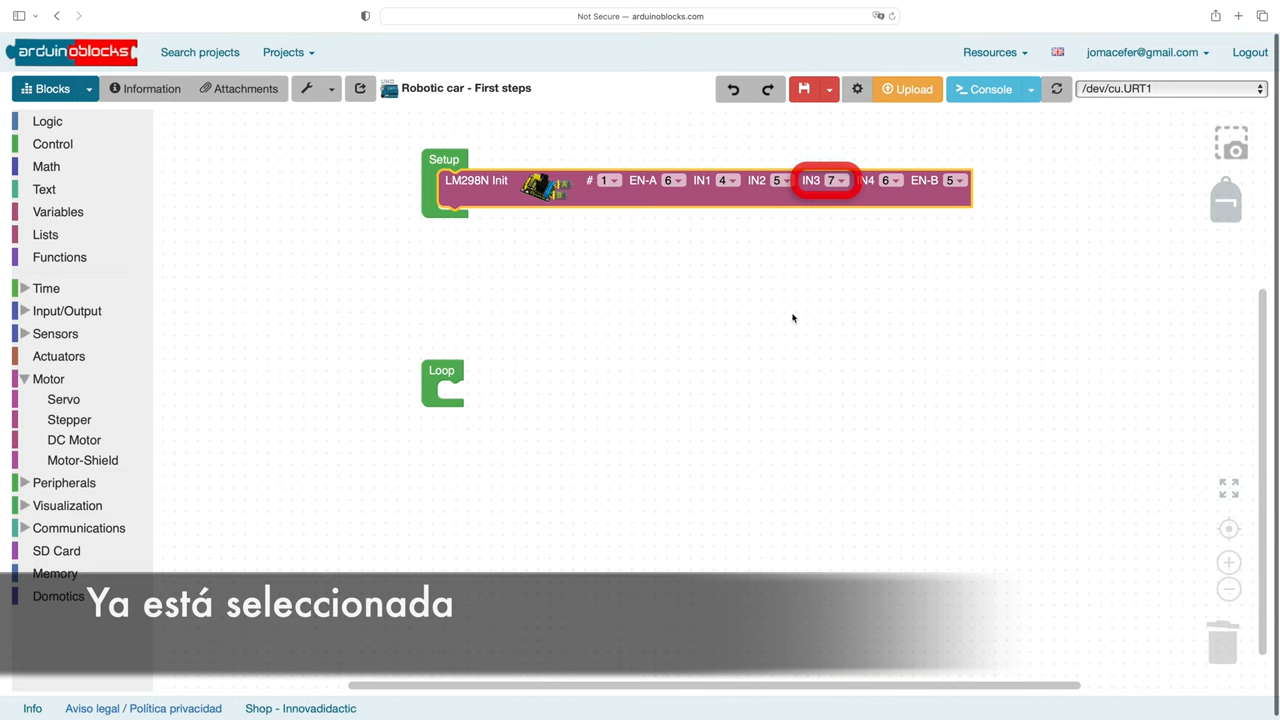 Not Secure — arduinoblocks.com
arduinoblocks
Search projects
Projects
Resources
jomacefer@gmail.com
Logout
Blocks
Information
Attachments
UNO
Robotic car - First steps
Upload
Console
/dev/cu.URT1
Logic
Control
Math
Text
Variables
Lists
Functions
Time
Input/Output
Sensors
Actuators
Motor
Servo
Stepper
DC Motor
Motor-Shield
Peripherals
Visualization
Communications
SD Card
Memory
Domotics
Setup
LM298N Init # 1 EN-A 6 IN1 4 IN2 5 IN3 7 N4 6 EN-B 5
Loop
Ya está seleccionada
Info
Aviso legal / Política privacidad
Shop - Innovadidactic